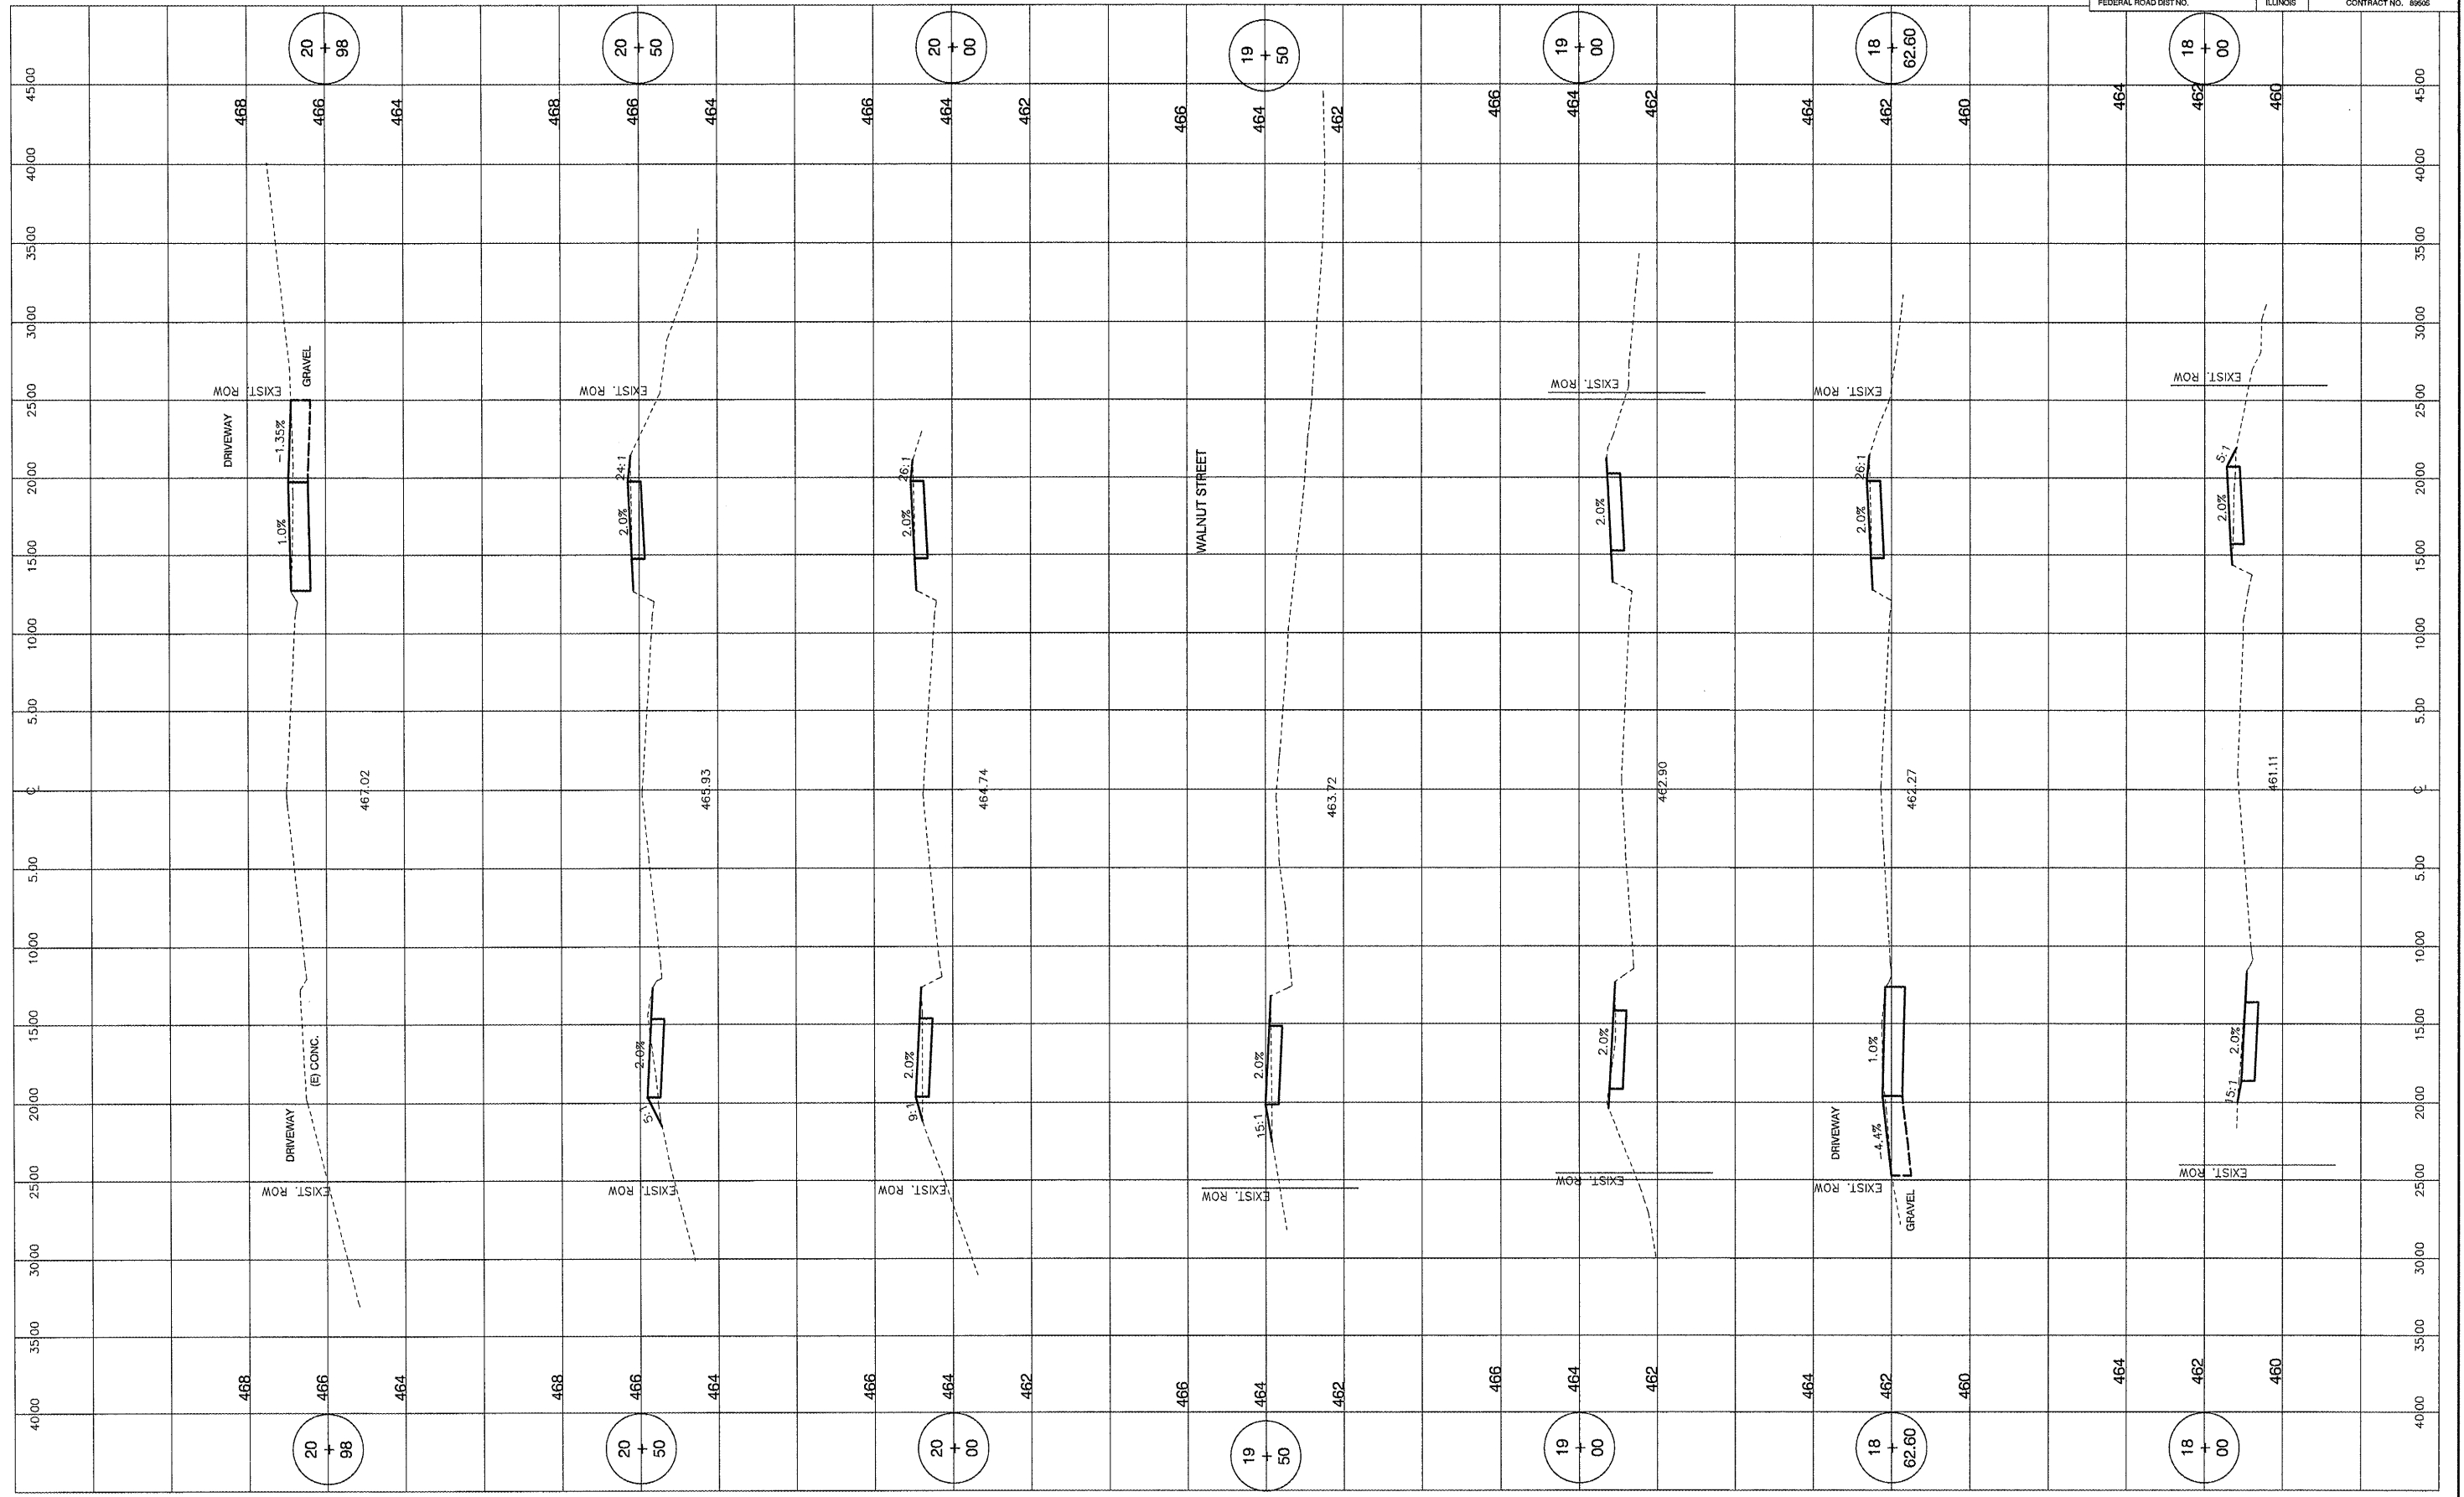 FEDERAL ROAD DIST NO. ILLINOIS CONTRACT NO. 89505
40.00 35.00 30.00 25.00 20.00 15.00 10.00 5.00 ℄ 5.00 10.00 15.00 20.00 25.00 30.00 35.00 40.00 45.00
20 + 98
468
466
464
DRIVEWAY
EXIST. ROW
(E) CONC.
467.02
1.0%
-1.35%
DRIVEWAY
EXIST. ROW
GRAVEL
468
466
464
20 + 98
20 + 50
468
466
464
EXIST. ROW
5:1
2.0%
465.93
2.0%
24:1
EXIST. ROW
468
466
464
20 + 50
20 + 00
466
464
462
EXIST. ROW
9:1
2.0%
464.74
2.0%
26:1
466
464
462
20 + 00
19 + 50
466
464
462
EXIST. ROW
15:1
2.0%
463.72
WALNUT STREET
466
464
462
19 + 50
19 + 00
466
464
462
EXIST. ROW
2.0%
462.90
2.0%
EXIST. ROW
466
464
462
19 + 00
18 + 62.60
464
462
460
EXIST. ROW
GRAVEL
DRIVEWAY
-4.4%
1.0%
462.27
2.0%
26:1
EXIST. ROW
464
462
460
18 + 62.60
18 + 00
464
462
460
EXIST. ROW
15:1
2.0%
461.11
2.0%
5:1
EXIST. ROW
464
462
460
18 + 00
40.00 35.00 30.00 25.00 20.00 15.00 10.00 5.00 ℄ 5.00 10.00 15.00 20.00 25.00 30.00 35.00 40.00 45.00